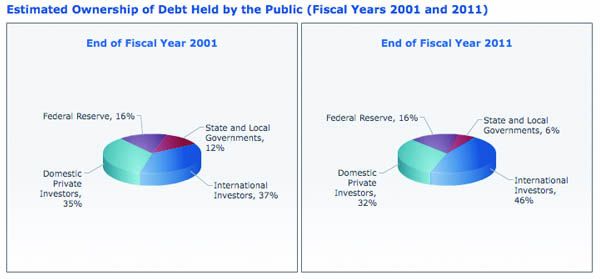 Estimated Ownership of Debt Held by the Public (Fiscal Years 2001 and 2011)
End of Fiscal Year 2001
Federal Reserve, 16%
State and Local
Governments,
12%
Domestic
Private
Investors,
35%
International
Investors, 37%
End of Fiscal Year 2011
Federal Reserve, 16%
State and Local
Governments, 6%
Domestic
Private
Investors,
32%
International
Investors,
46%